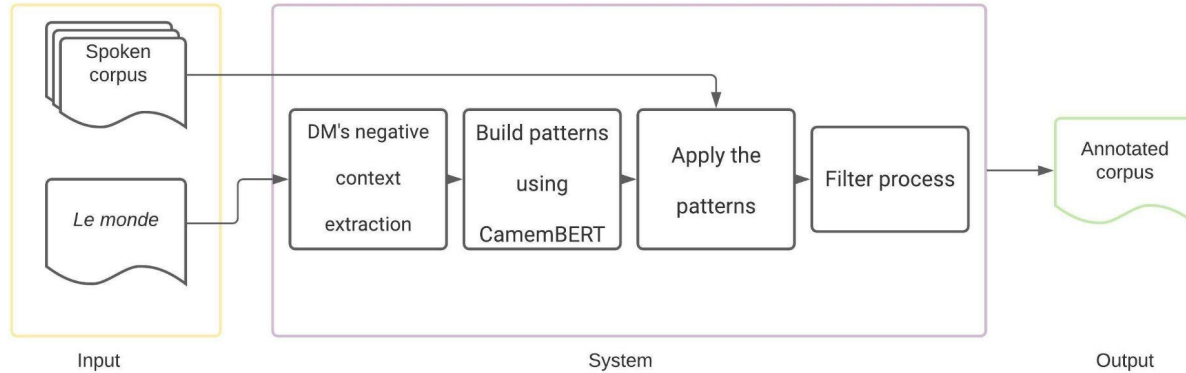 Spoken
corpus
Le monde
Input
DM's negative
context
extraction
Build patterns
using
CamemBERT
Apply the
patterns
Filter process
System
Annotated
corpus
Output